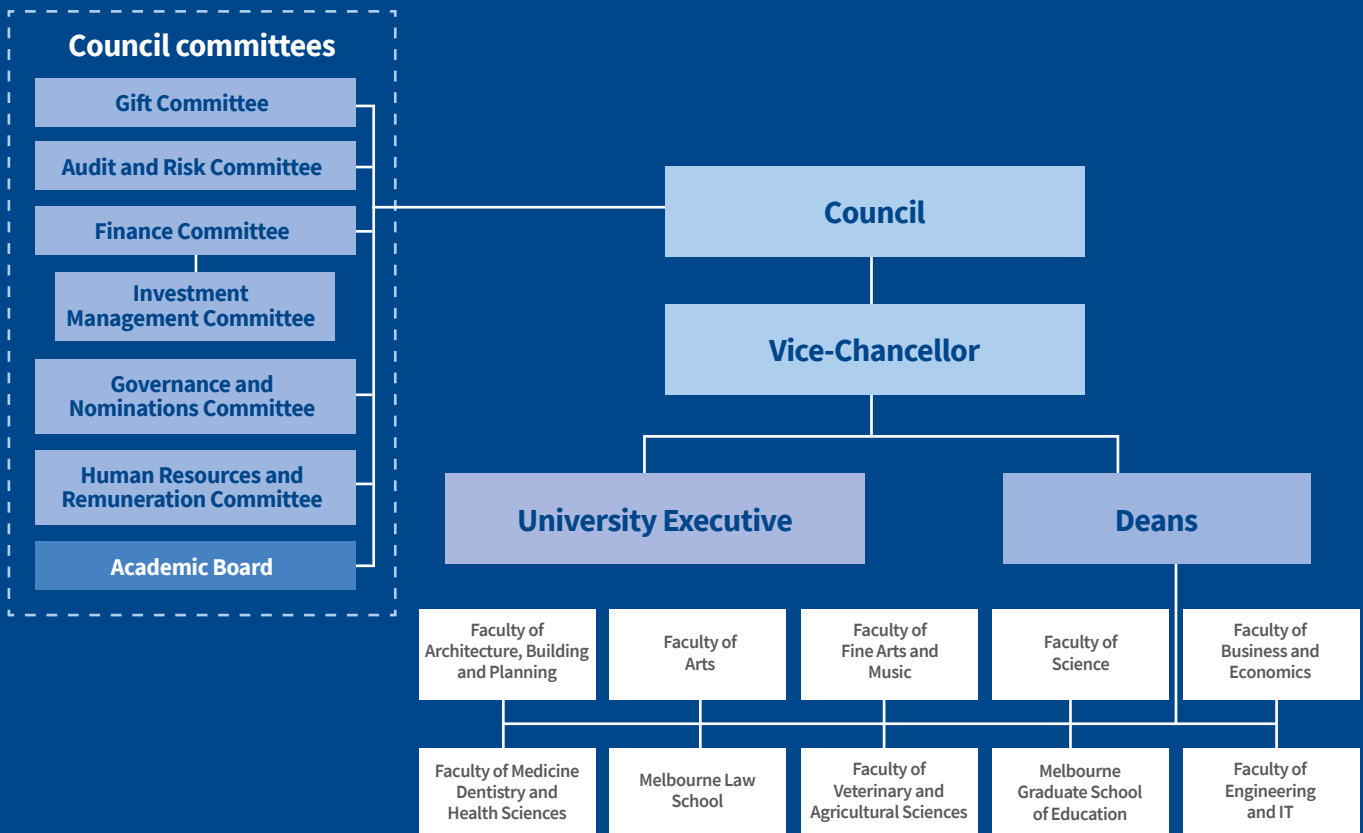 Council committees
Gift Committee
Audit and Risk Committee
Finance Committee
Investment
Management Committee
Governance and
Nominations Committee
Human Resources and
Remuneration Committee
Academic Board
Council
Vice-Chancellor
University Executive
Deans
Faculty of
Architecture, Building
and Planning
Faculty of
Arts
Faculty of
Fine Arts and
Music
Faculty of
Science
Faculty of
Business and
Economics
Faculty of Medicine
Dentistry and
Health Sciences
Melbourne Law
School
Faculty of
Veterinary and
Agricultural Sciences
Melbourne
Graduate School
of Education
Faculty of
Engineering
and IT